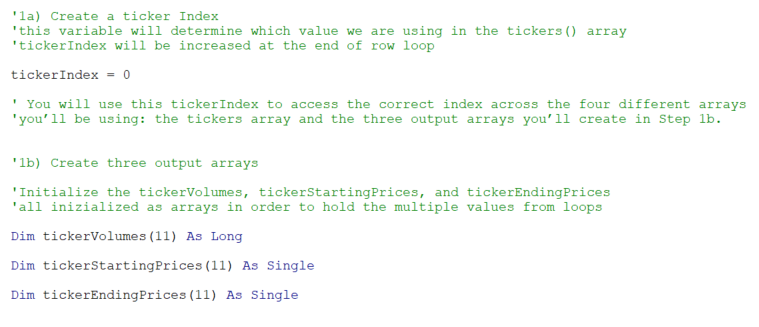 '1a) Create a ticker Index
'this variable will determine which value we are using in the tickers() array
'tickerIndex will be increased at the end of row loop
tickerIndex = 0
' You will use this tickerIndex to access the correct index across the four different arrays
'you’ll be using: the tickers array and the three output arrays you’ll create in Step 1b.
'1b) Create three output arrays
'Initialize the tickerVolumes, tickerStartingPrices, and tickerEndingPrices
'all inizialized as arrays in order to hold the multiple values from loops
Dim tickerVolumes(11) As Long
Dim tickerStartingPrices(11) As Single
Dim tickerEndingPrices(11) As Single